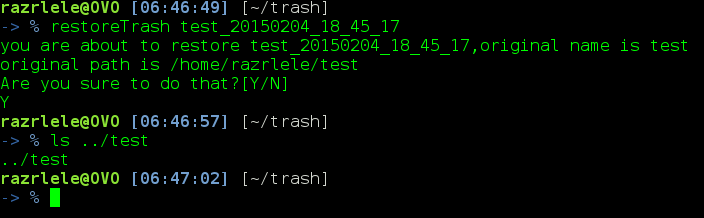 razrlele@OVO [06:46:49] [~/trash]
-> % restoreTrash test_20150204_18_45_17
you are about to restore test_20150204_18_45_17,original name is test
original path is /home/razrlele/test
Are you sure to do that?[Y/N]
Y
razrlele@OVO [06:46:57] [~/trash]
-> % ls ../test
../test
razrlele@OVO [06:47:02] [~/trash]
-> %